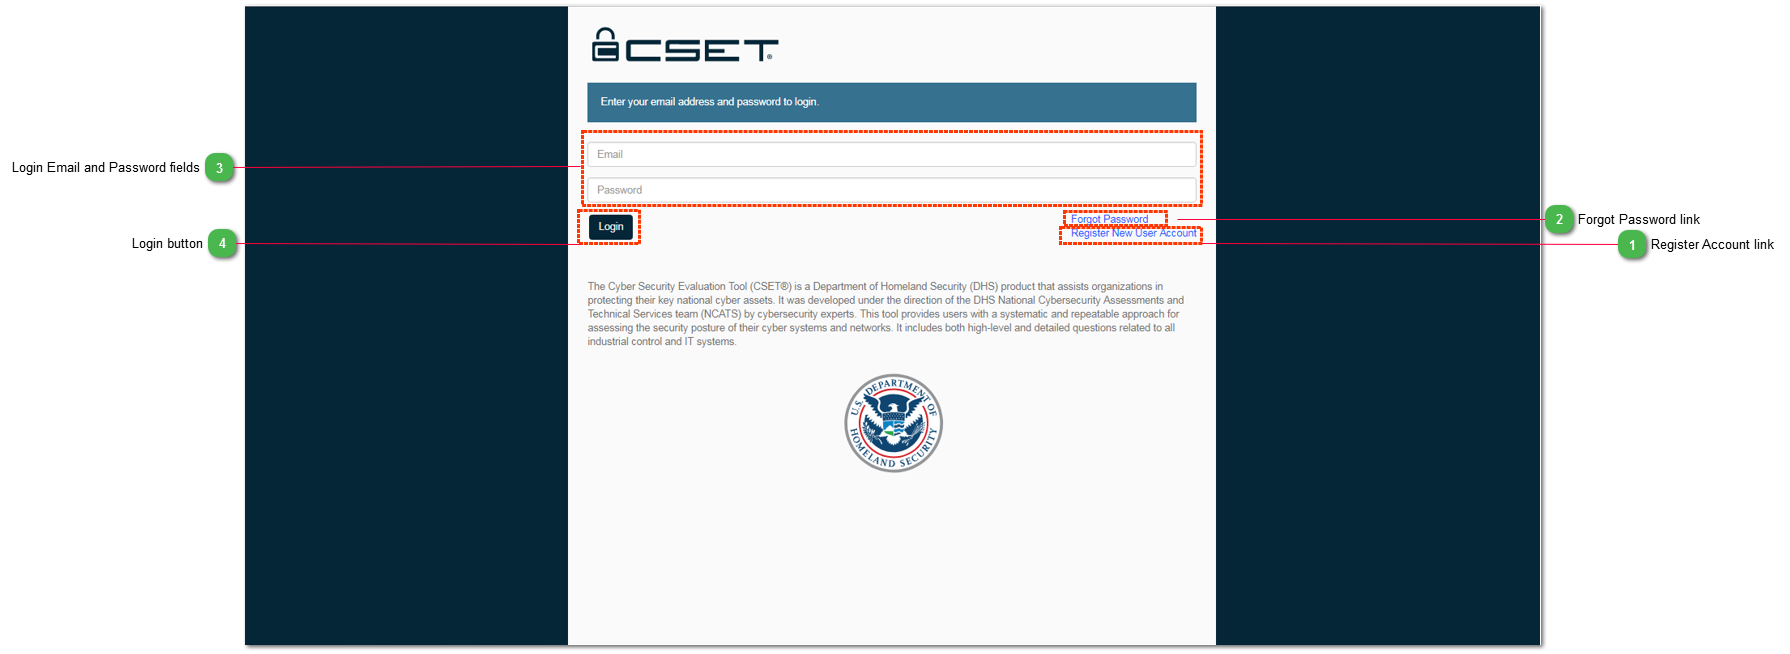 CSET®
Enter your email address and password to login.
Email
Login Email and Password fields 3
Password
Forgot Password
2 Forgot Password link
Login
Register New User Account
Login button 4
1 Register Account link
The Cyber Security Evaluation Tool (CSET®) is a Department of Homeland Security (DHS) product that assists organizations in
protecting their key national cyber assets. It was developed under the direction of the DHS National Cybersecurity Assessments and
Technical Services team (NCATS) by cybersecurity experts. This tool provides users with a systematic and repeatable approach for
assessing the security posture of their cyber systems and networks. It includes both high-level and detailed questions related to all
industrial control and IT systems.
U.S. DEPARTMENT OF
HOMELAND SECURITY